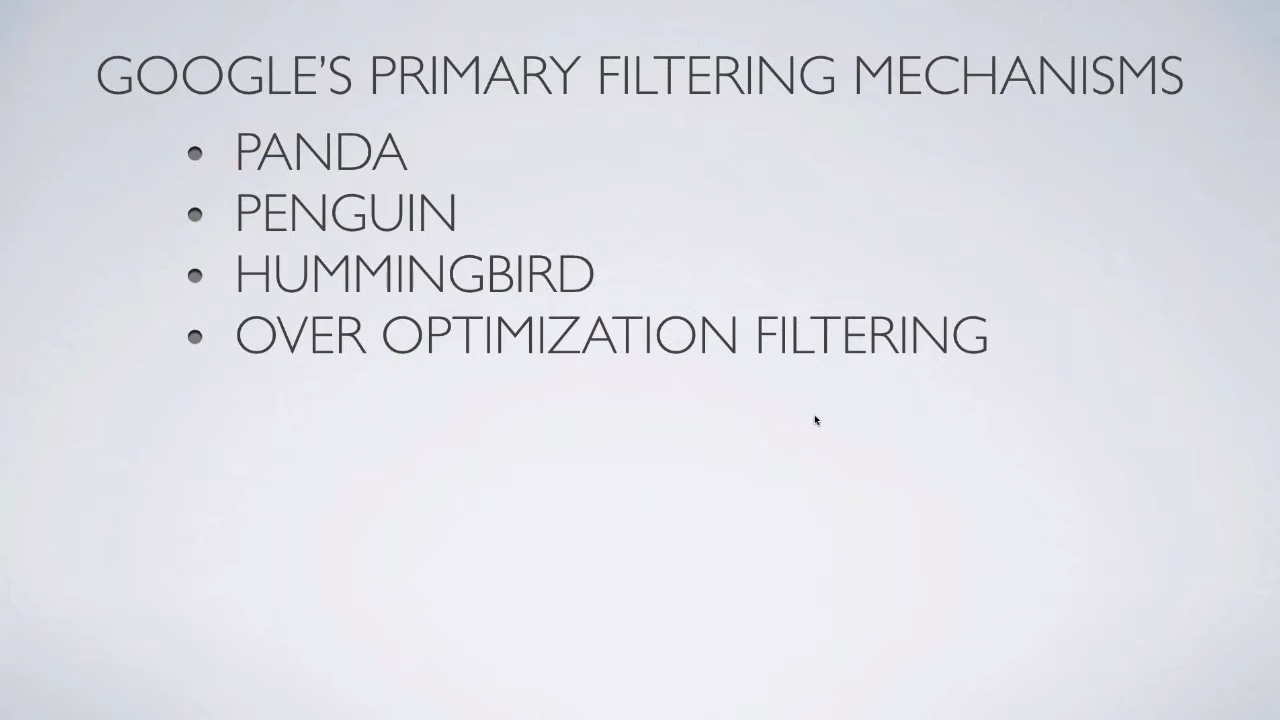 GOOGLE'S PRIMARY FILTERING MECHANISMS
• PANDA
• PENGUIN
• HUMMINGBIRD
• OVER OPTIMIZATION FILTERING